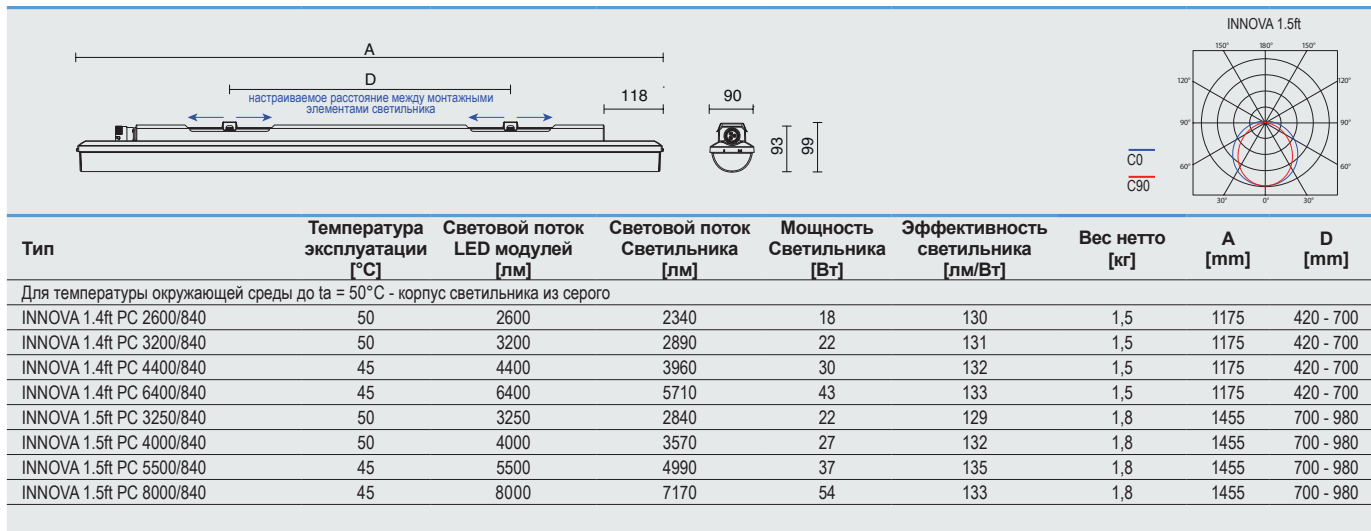 INNOVA 1.5ft
A
D
настраиваемое расстояние между монтажными
элементами светильника
118
90
93
99
150° 180° 150°
120° 120°
90° 90°
60° 60°
30° 0° 30°
C0
C90
Тип Температура эксплуатации [°C] Световой поток LED модулей [лм] Световой поток Светильника [лм] Мощность Светильника [Вт] Эффективность светильника [лм/Вт] Вес нетто [кг] A [mm] D [mm]
Для температуры окружающей среды до ta = 50°C - корпус светильника из серого
INNOVA 1.4ft PC 2600/840 50 2600 2340 18 130 1,5 1175 420 - 700
INNOVA 1.4ft PC 3200/840 50 3200 2890 22 131 1,5 1175 420 - 700
INNOVA 1.4ft PC 4400/840 45 4400 3960 30 132 1,5 1175 420 - 700
INNOVA 1.4ft PC 6400/840 45 6400 5710 43 133 1,5 1175 420 - 700
INNOVA 1.5ft PC 3250/840 50 3250 2840 22 129 1,8 1455 700 - 980
INNOVA 1.5ft PC 4000/840 50 4000 3570 27 132 1,8 1455 700 - 980
INNOVA 1.5ft PC 5500/840 45 5500 4990 37 135 1,8 1455 700 - 980
INNOVA 1.5ft PC 8000/840 45 8000 7170 54 133 1,8 1455 700 - 980